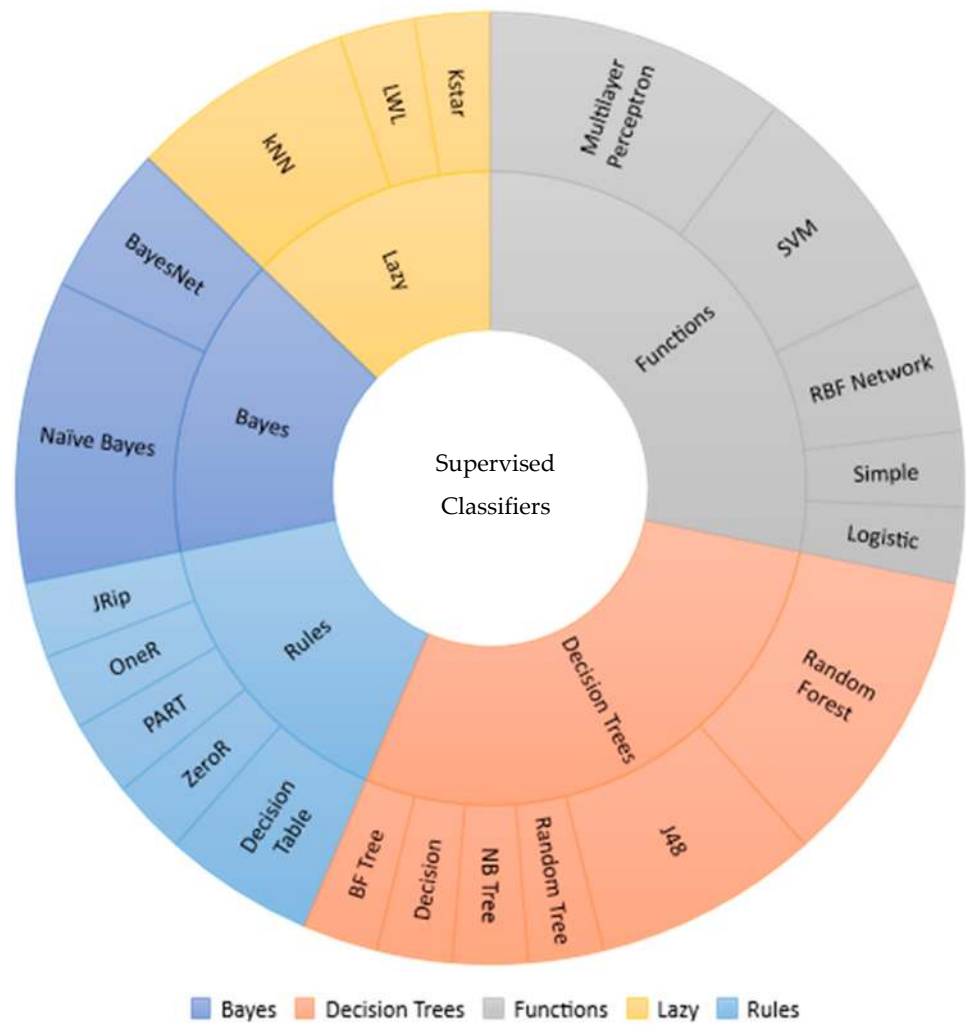 Kstar
LWL
kNN
Lazy
Multilayer
Perceptron
SVM
RBF Network
Simple
Logistic
Functions
BayesNet
Naïve Bayes
Bayes
Supervised
Classifiers
JRip
OneR
PART
ZeroR
Decision
Table
Rules
Decision Trees
Random
Forest
J48
Random Tree
NB Tree
Decision
BF Tree
Bayes
Decision Trees
Functions
Lazy
Rules